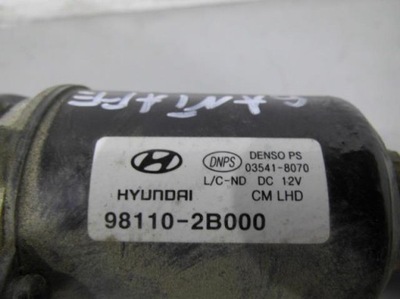 SANTAFE
DNPS DENSO PS
03541-8070
L/C-ND DC 12V
HYUNDAI CM LHD
98110-2B000